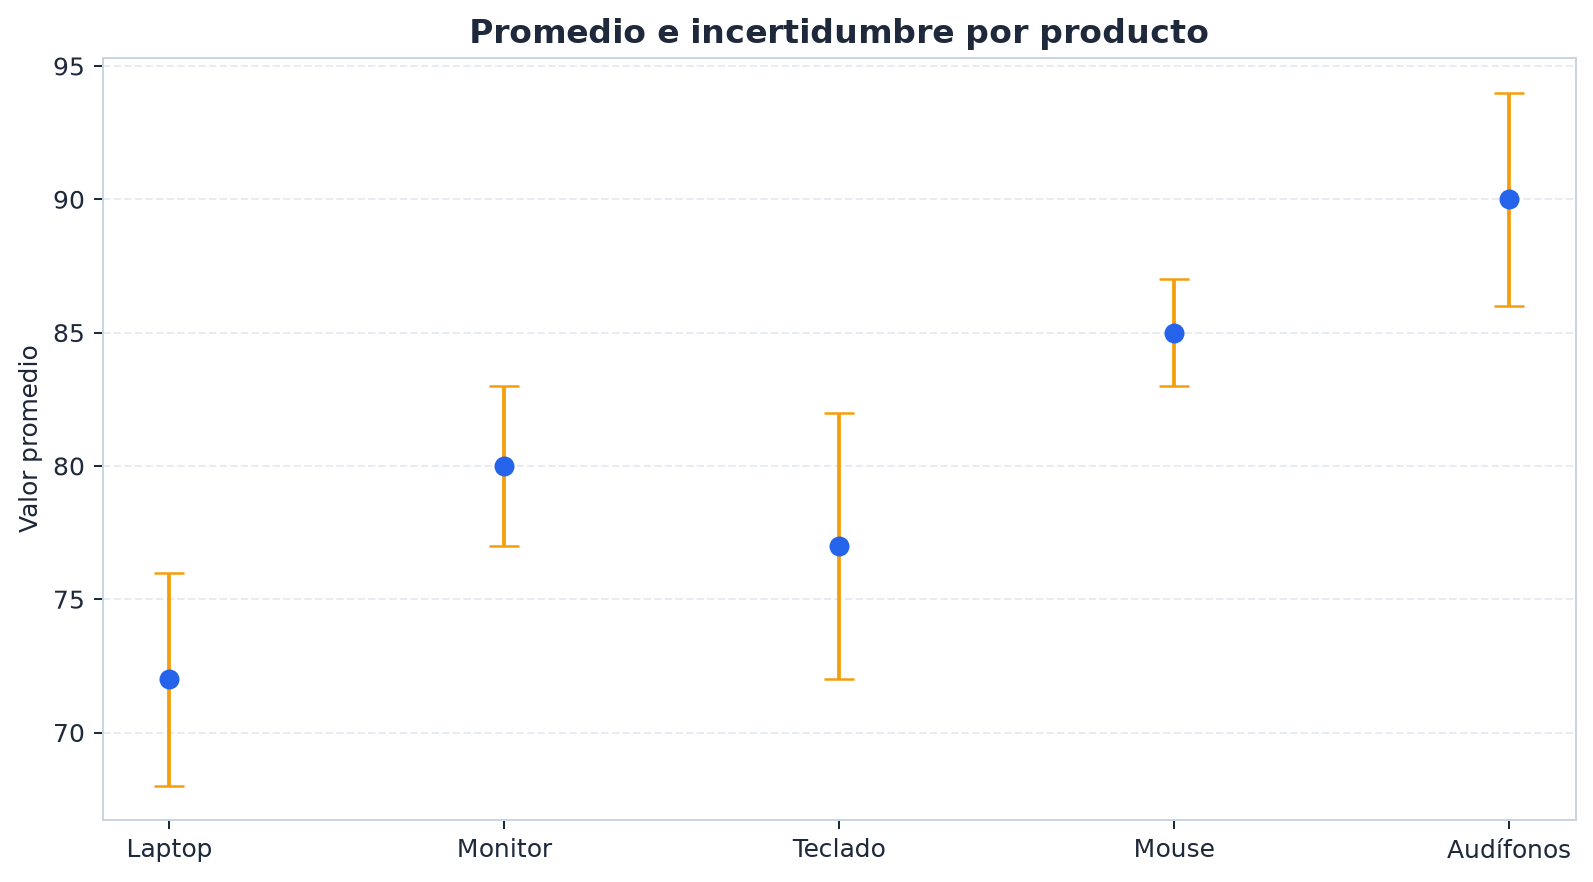 Promedio e incertidumbre por producto
Valor promedio
95
90
85
80
75
70
Laptop
Monitor
Teclado
Mouse
Audífonos